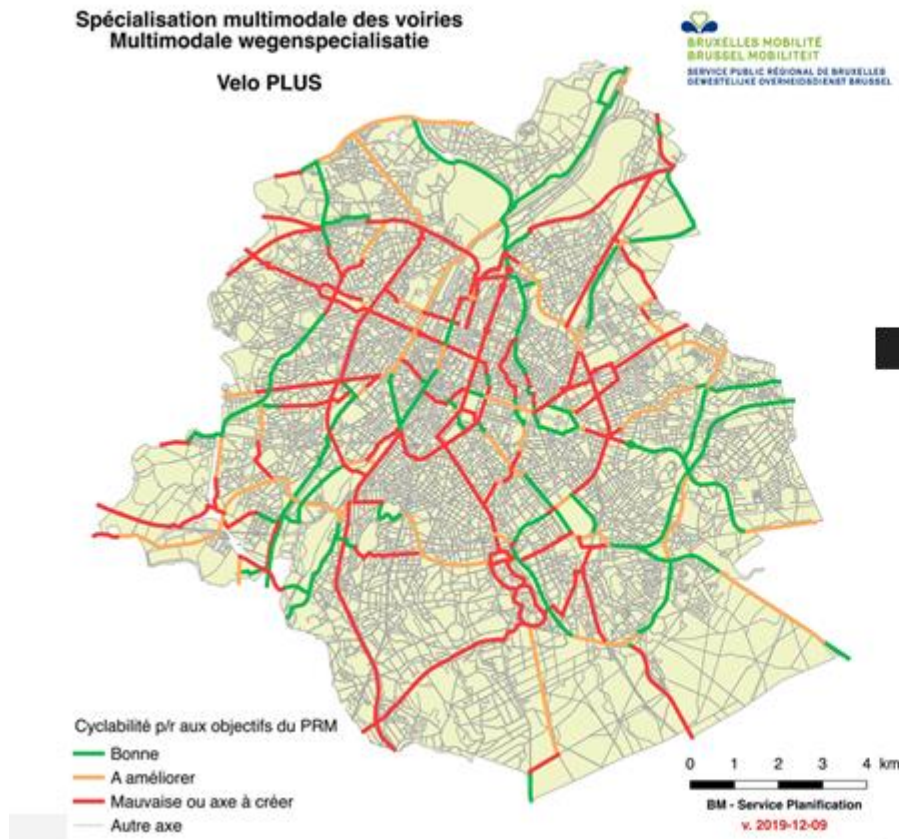 Spécialisation multimodale des voiries
Multimodale wegenspecialisatie
Velo PLUS
BRUXELLES MOBILITÉ
BRUSSEL MOBILITEIT
SERVICE PUBLIC RÉGIONAL DE BRUXELLES
GEWESTELIJKE OVERHEIDSDIENST BRUSSEL
Cyclabilité p/r aux objectifs du PRM
Bonne
A améliorer
Mauvaise ou axe à créer
Autre axe
0 1 2 3 4 km
BM - Service Planification
v. 2019-12-09